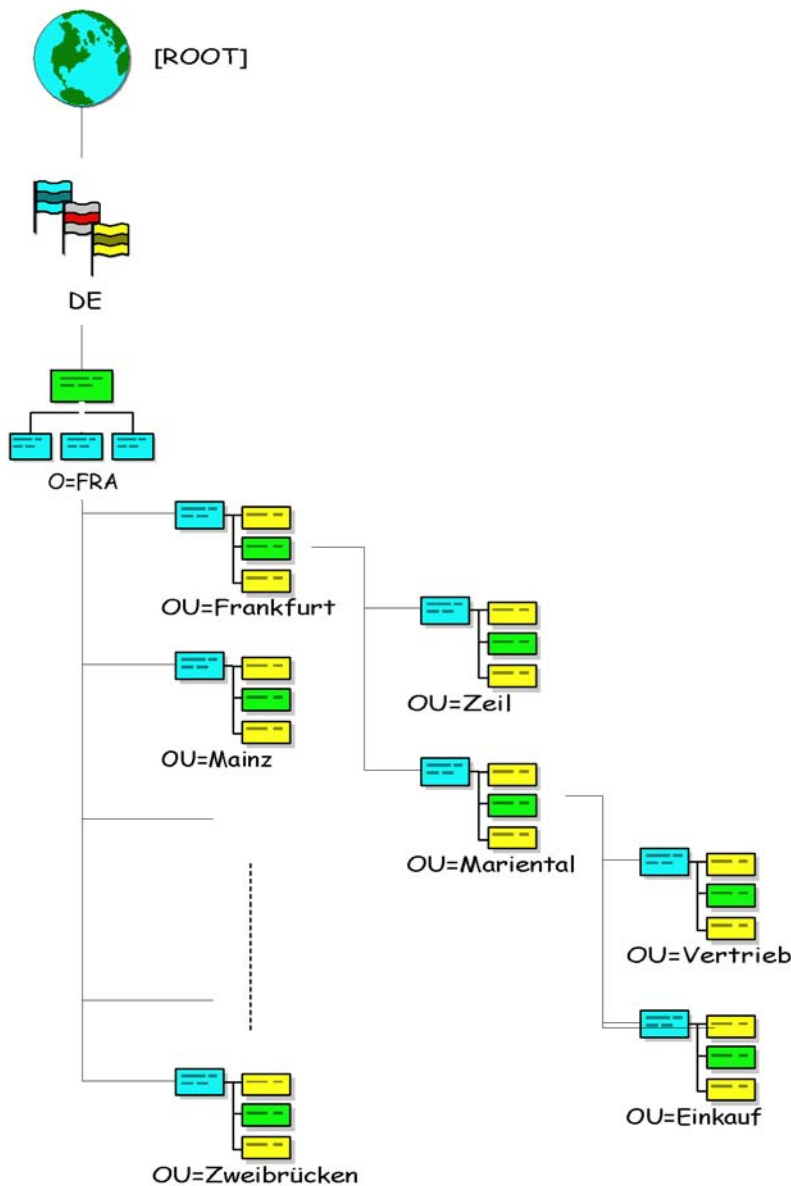 [ROOT]
DE
O=FRA
OU=Frankfurt
OU=Zeil
OU=Mainz
OU=Mariental
OU=Vertrieb
OU=Einkauf
OU=Zweibrücken